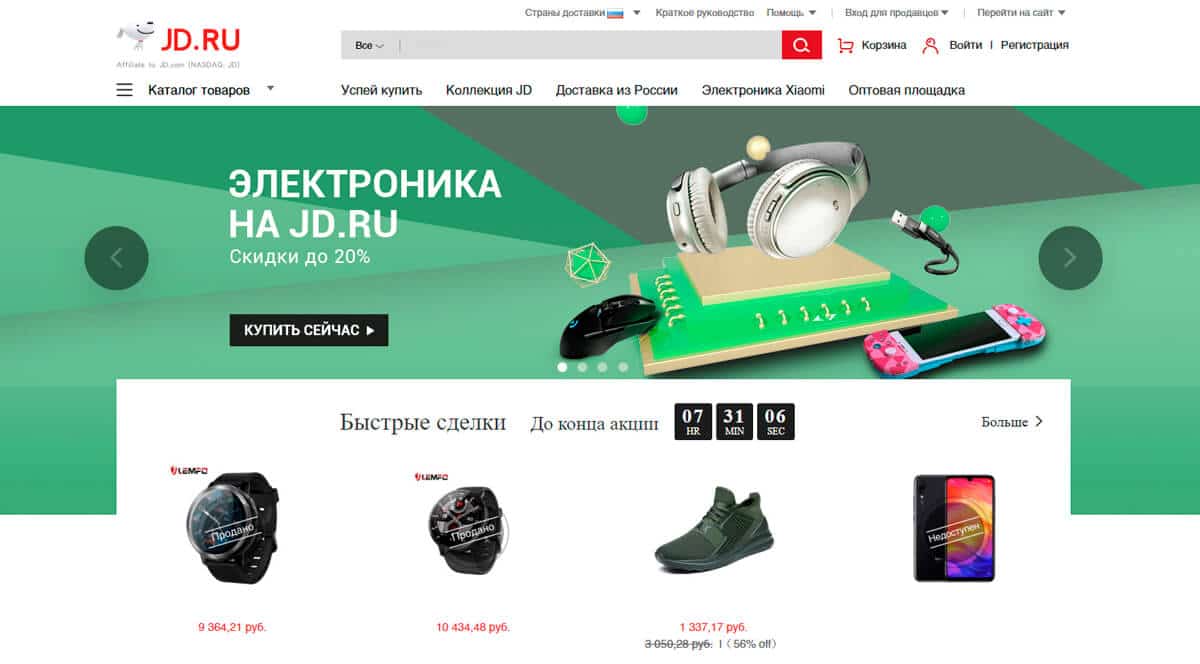 Страны доставки Краткое руководство Помощь Вход для продавцов Перейти на сайт
JD.RU
Affiliate to JD.com (NASDAQ: JD)
Все Корзина Войти | Регистрация
Каталог товаров Успей купить Коллекция JD Доставка из России Электроника Xiaomi Оптовая площадка
ЭЛЕКТРОНИКА
НА JD.RU
Скидки до 20%
КУПИТЬ СЕЙЧАС
Быстрые сделки До конца акции 07 31 06 Больше
HR MIN SEC
LEMFO LEMFO
Продано Продано Недоступен
9 364,21 руб. 10 434,48 руб. 1 337,17 руб.
3 050,28 руб. | ( 56% off)